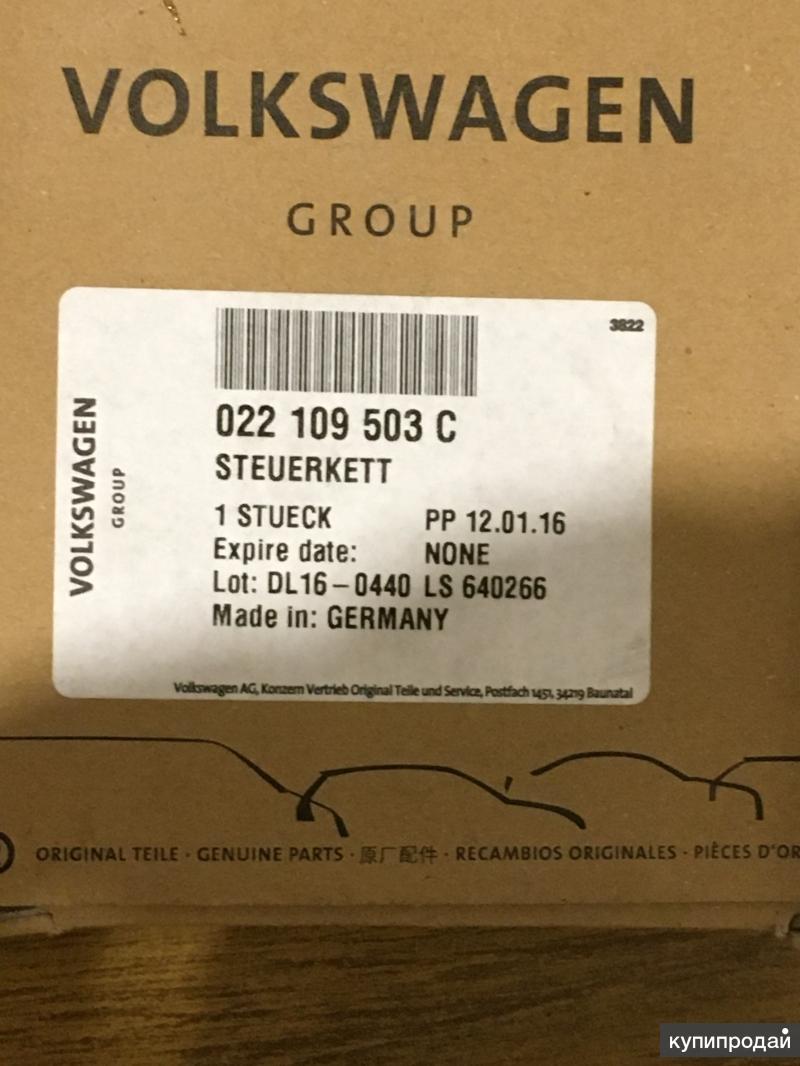 VOLKSWAGEN
GROUP
3822
VOLKSWAGEN
GROUP
022 109 503 C
STEUERKETT
1 STUECK PP 12.01.16
Expire date: NONE
Lot: DL16-0440 LS 640266
Made in: GERMANY
Volkswagen AG, Konzern Vertrieb Original Teile und Service, Postfach 1451, 34219 Baunatal
ORIGINAL TEILE · GENUINE PARTS · 原厂配件 · RECAMBIOS ORIGINALES · PIÈCES D'OR
купипродай